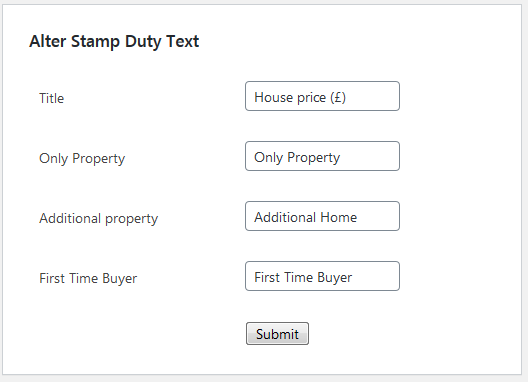 Alter Stamp Duty Text
Title House price (£)
Only Property Only Property
Additional property Additional Home
First Time Buyer First Time Buyer
Submit